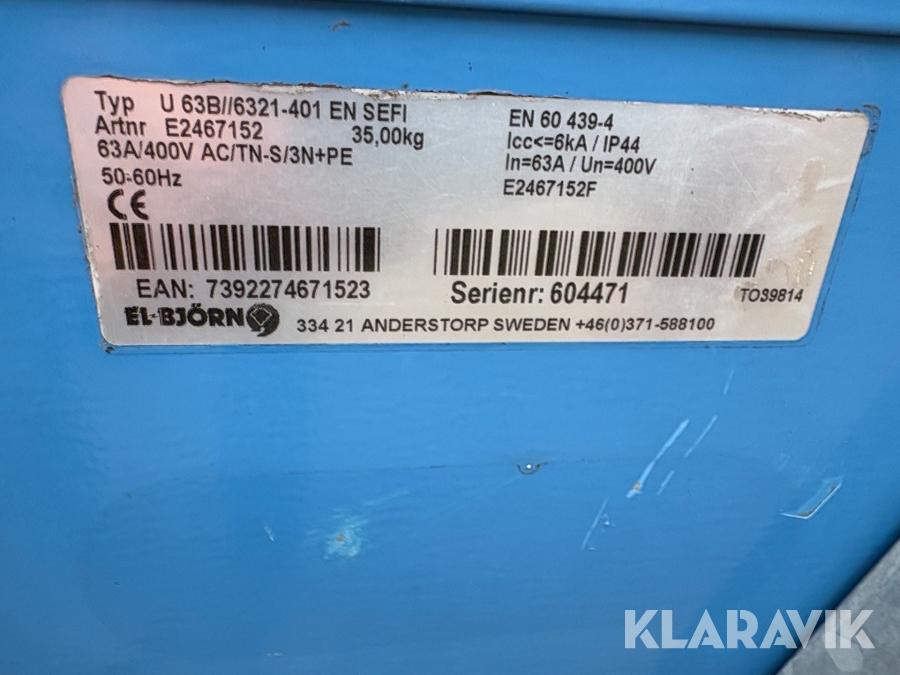 Typ U 63B//6321-401 EN SEFI
Artnr E2467152 35,00kg
63A/400V AC/TN-S/3N+PE
50-60Hz
CE
EN 60 439-4
Icc<=6kA / IP44
In=63A / Un=400V
E2467152F
EAN: 7392274671523
Serienr: 604471
TO39814
EL-BJÖRN
334 21 ANDERSTORP SWEDEN +46(0)371-588100
KLARAVIK